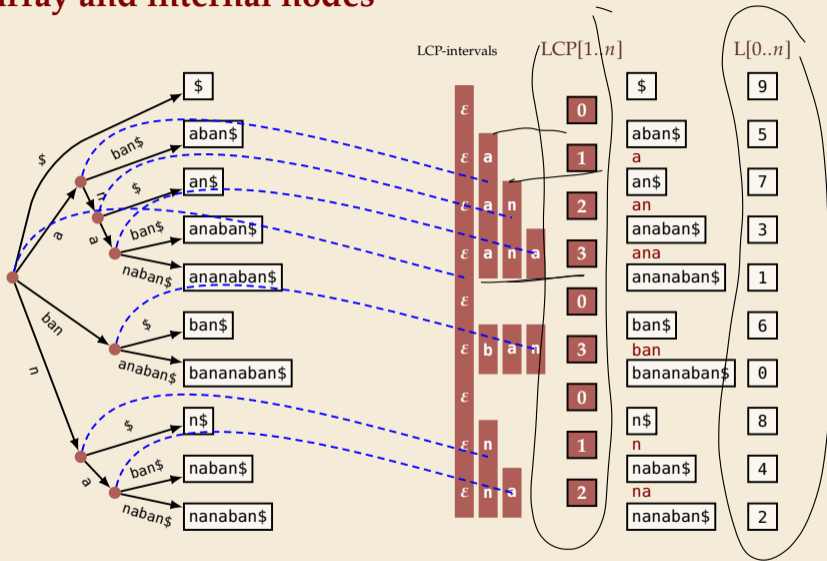 array and internal nodes
LCP-intervals LCP[1..n] L[0..n]
$ ε 0 $ 9
aban$ aban$ 5
$ ban$ ε a 1 a
an$ an$ 7
n $ ε a n 2 an
anaban$ anaban$ 3
a a ban$ ε a n a 3 ana
ananaban$ ananaban$ 1
naban$ ε 0
ban $ ban$ ban$ 6
ε b a n 3 ban
n anaban$ bananaban$ bananaban$ 0
ε 0
$ n$ n$ 8
ε n 1 n
a ban$ naban$ naban$ 4
ε n a 2 na
naban$ nanaban$ nanaban$ 2